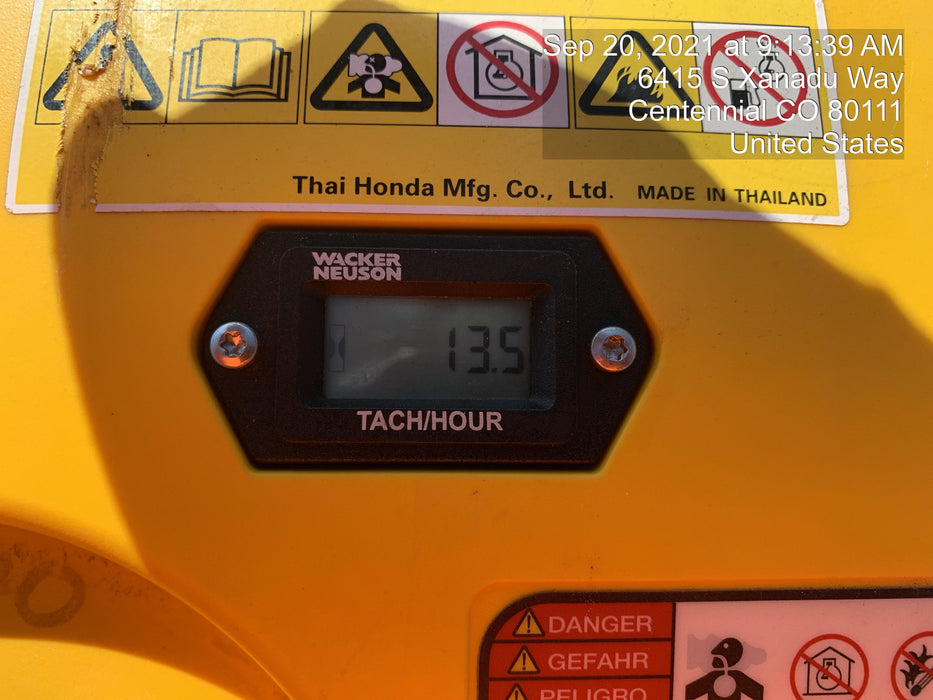 Sep 20, 2021 at 9:13:39 AM
6415 S Xanadu Way
Centennial CO 80111
United States
Thai Honda Mfg. Co., Ltd. MADE IN THAILAND
WACKER
NEUSON
13.5
TACH/HOUR
DANGER
GEFAHR
PELIGRO